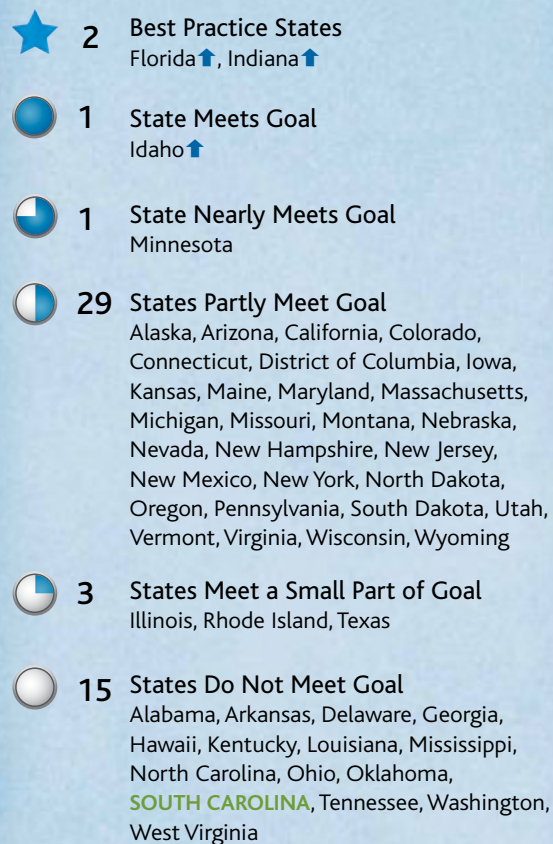 2 Best Practice States
Florida⬆, Indiana⬆
1 State Meets Goal
Idaho⬆
1 State Nearly Meets Goal
Minnesota
29 States Partly Meet Goal
Alaska, Arizona, California, Colorado,
Connecticut, District of Columbia, Iowa,
Kansas, Maine, Maryland, Massachusetts,
Michigan, Missouri, Montana, Nebraska,
Nevada, New Hampshire, New Jersey,
New Mexico, New York, North Dakota,
Oregon, Pennsylvania, South Dakota, Utah,
Vermont, Virginia, Wisconsin, Wyoming
3 States Meet a Small Part of Goal
Illinois, Rhode Island, Texas
15 States Do Not Meet Goal
Alabama, Arkansas, Delaware, Georgia,
Hawaii, Kentucky, Louisiana, Mississippi,
North Carolina, Ohio, Oklahoma,
SOUTH CAROLINA, Tennessee, Washington,
West Virginia